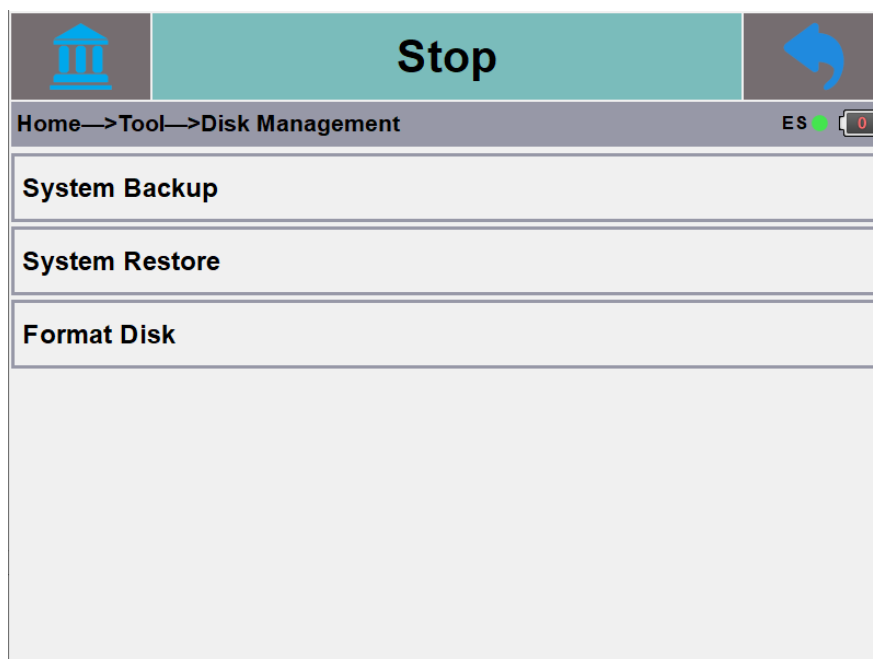 Stop
Home—>Tool—>Disk Management ES 0
System Backup
System Restore
Format Disk